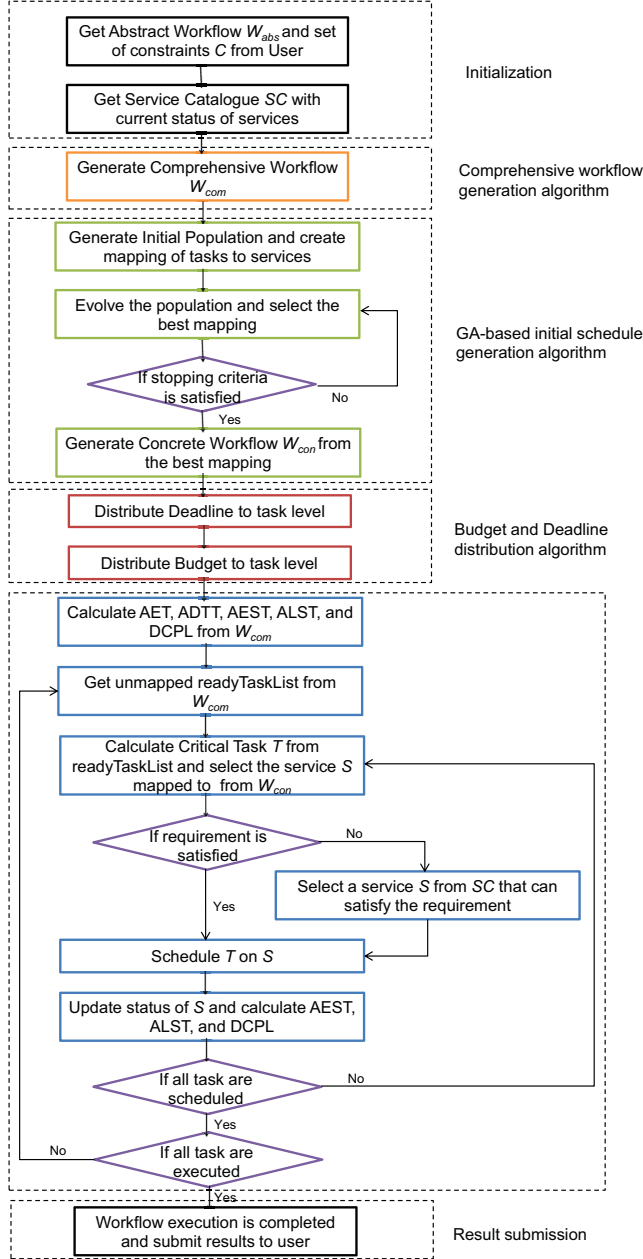 Get Abstract Workflow W_abs and set
of constraints C from User
Get Service Catalogue SC with
current status of services
Initialization
Generate Comprehensive Workflow
W_com
Comprehensive workflow
generation algorithm
Generate Initial Population and create
mapping of tasks to services
Evolve the population and select the
best mapping
If stopping criteria
is satisfied
No
Yes
GA-based initial schedule
generation algorithm
Generate Concrete Workflow W_con from
the best mapping
Distribute Deadline to task level
Distribute Budget to task level
Budget and Deadline
distribution algorithm
Calculate AET, ADTT, AEST, ALST, and
DCPL from W_com
Get unmapped readyTaskList from
W_com
Calculate Critical Task T from
readyTaskList and select the service S
mapped to from W_con
If requirement is
satisfied
No
Yes
Select a service S from SC that can
satisfy the requirement
Schedule T on S
Update status of S and calculate AEST,
ALST, and DCPL
If all task are
scheduled
No
Yes
If all task are
executed
No
Yes
Workflow execution is completed
and submit results to user
Result submission